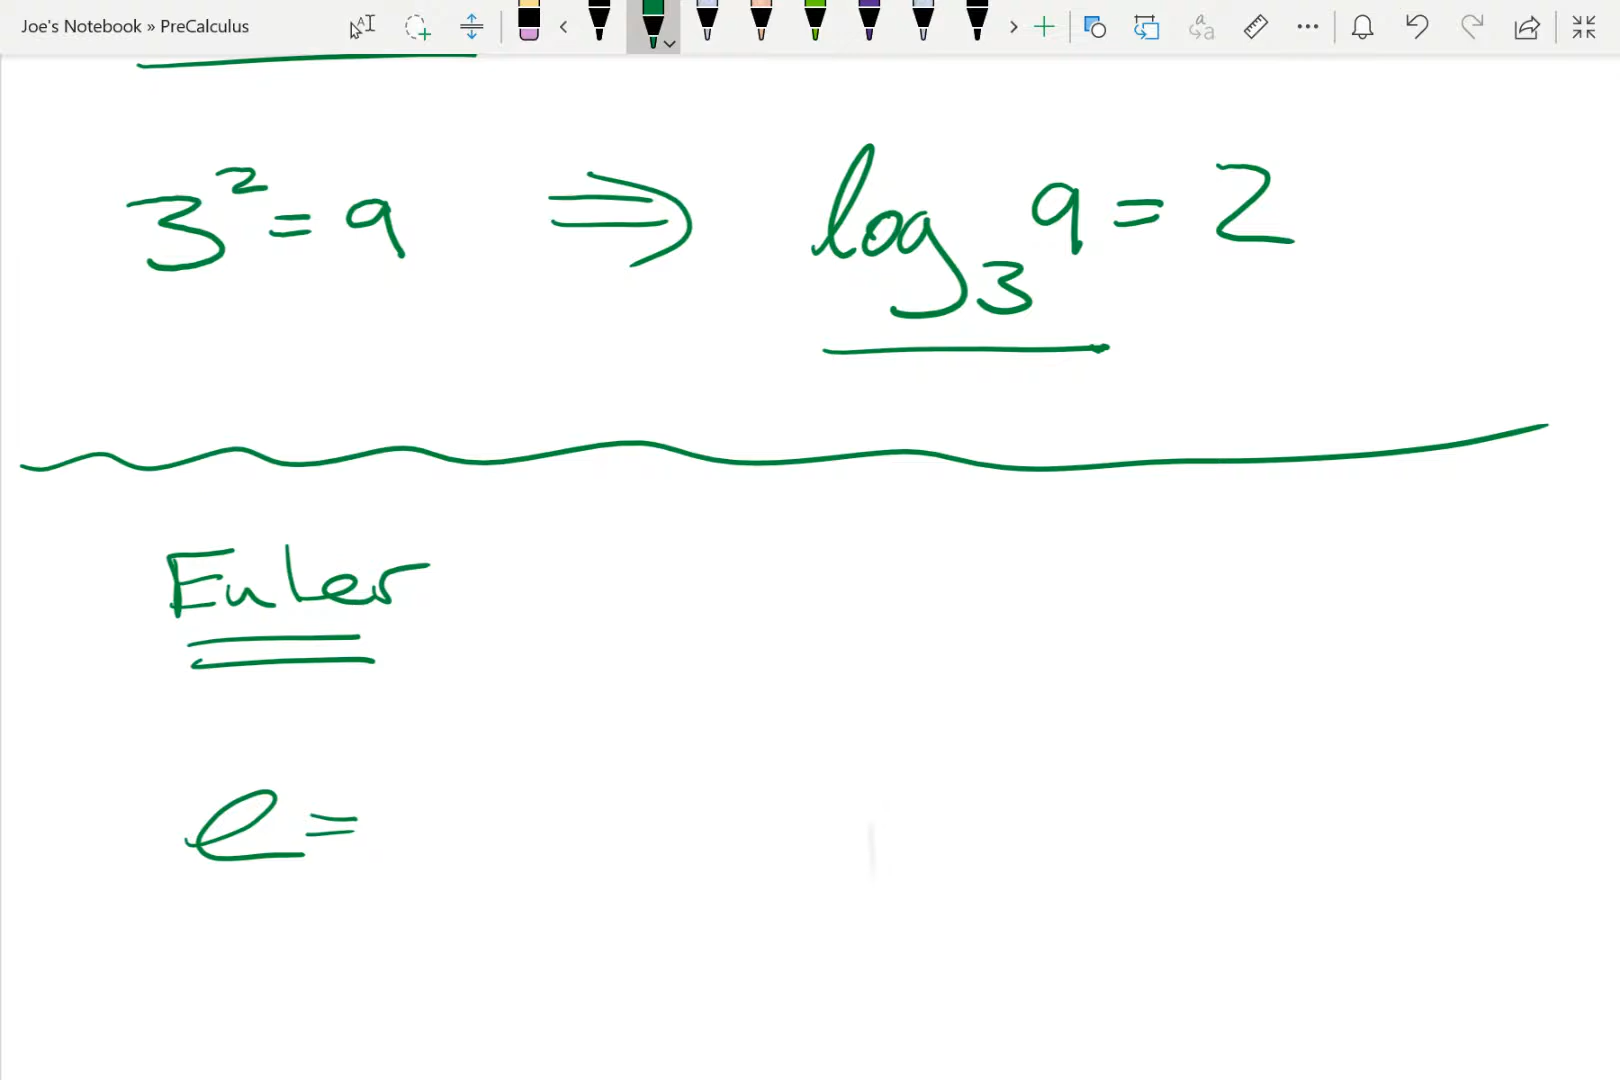 Joe's Notebook » PreCalculus
3² = 9 ⇒ log₃ 9 = 2
Euler
e =